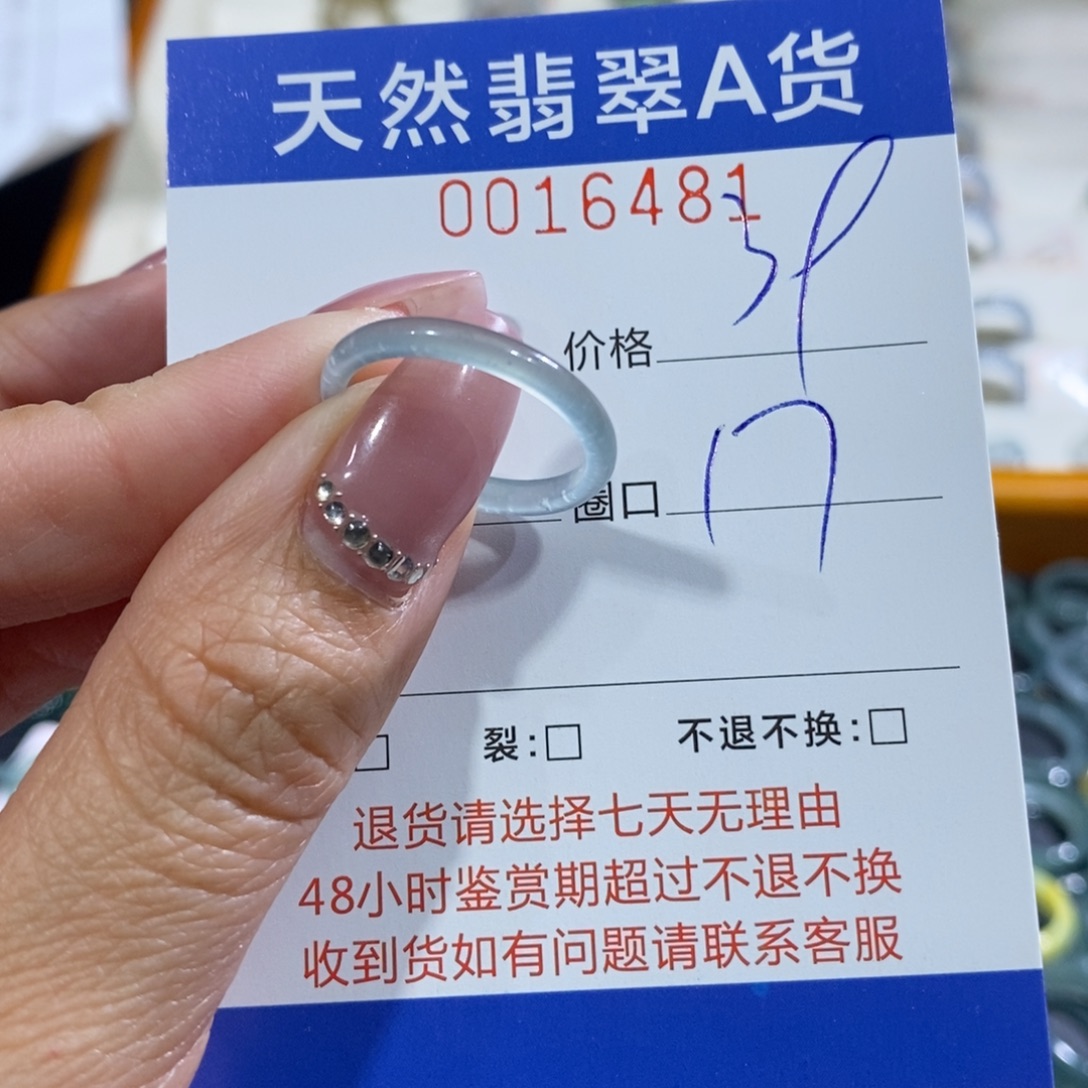 天然翡翠A货
0016481
价格
圈口 17
裂:□ 不退不换:□
退货请选择七天无理由
48小时鉴赏期超过不退不换
收到货如有问题请联系客服